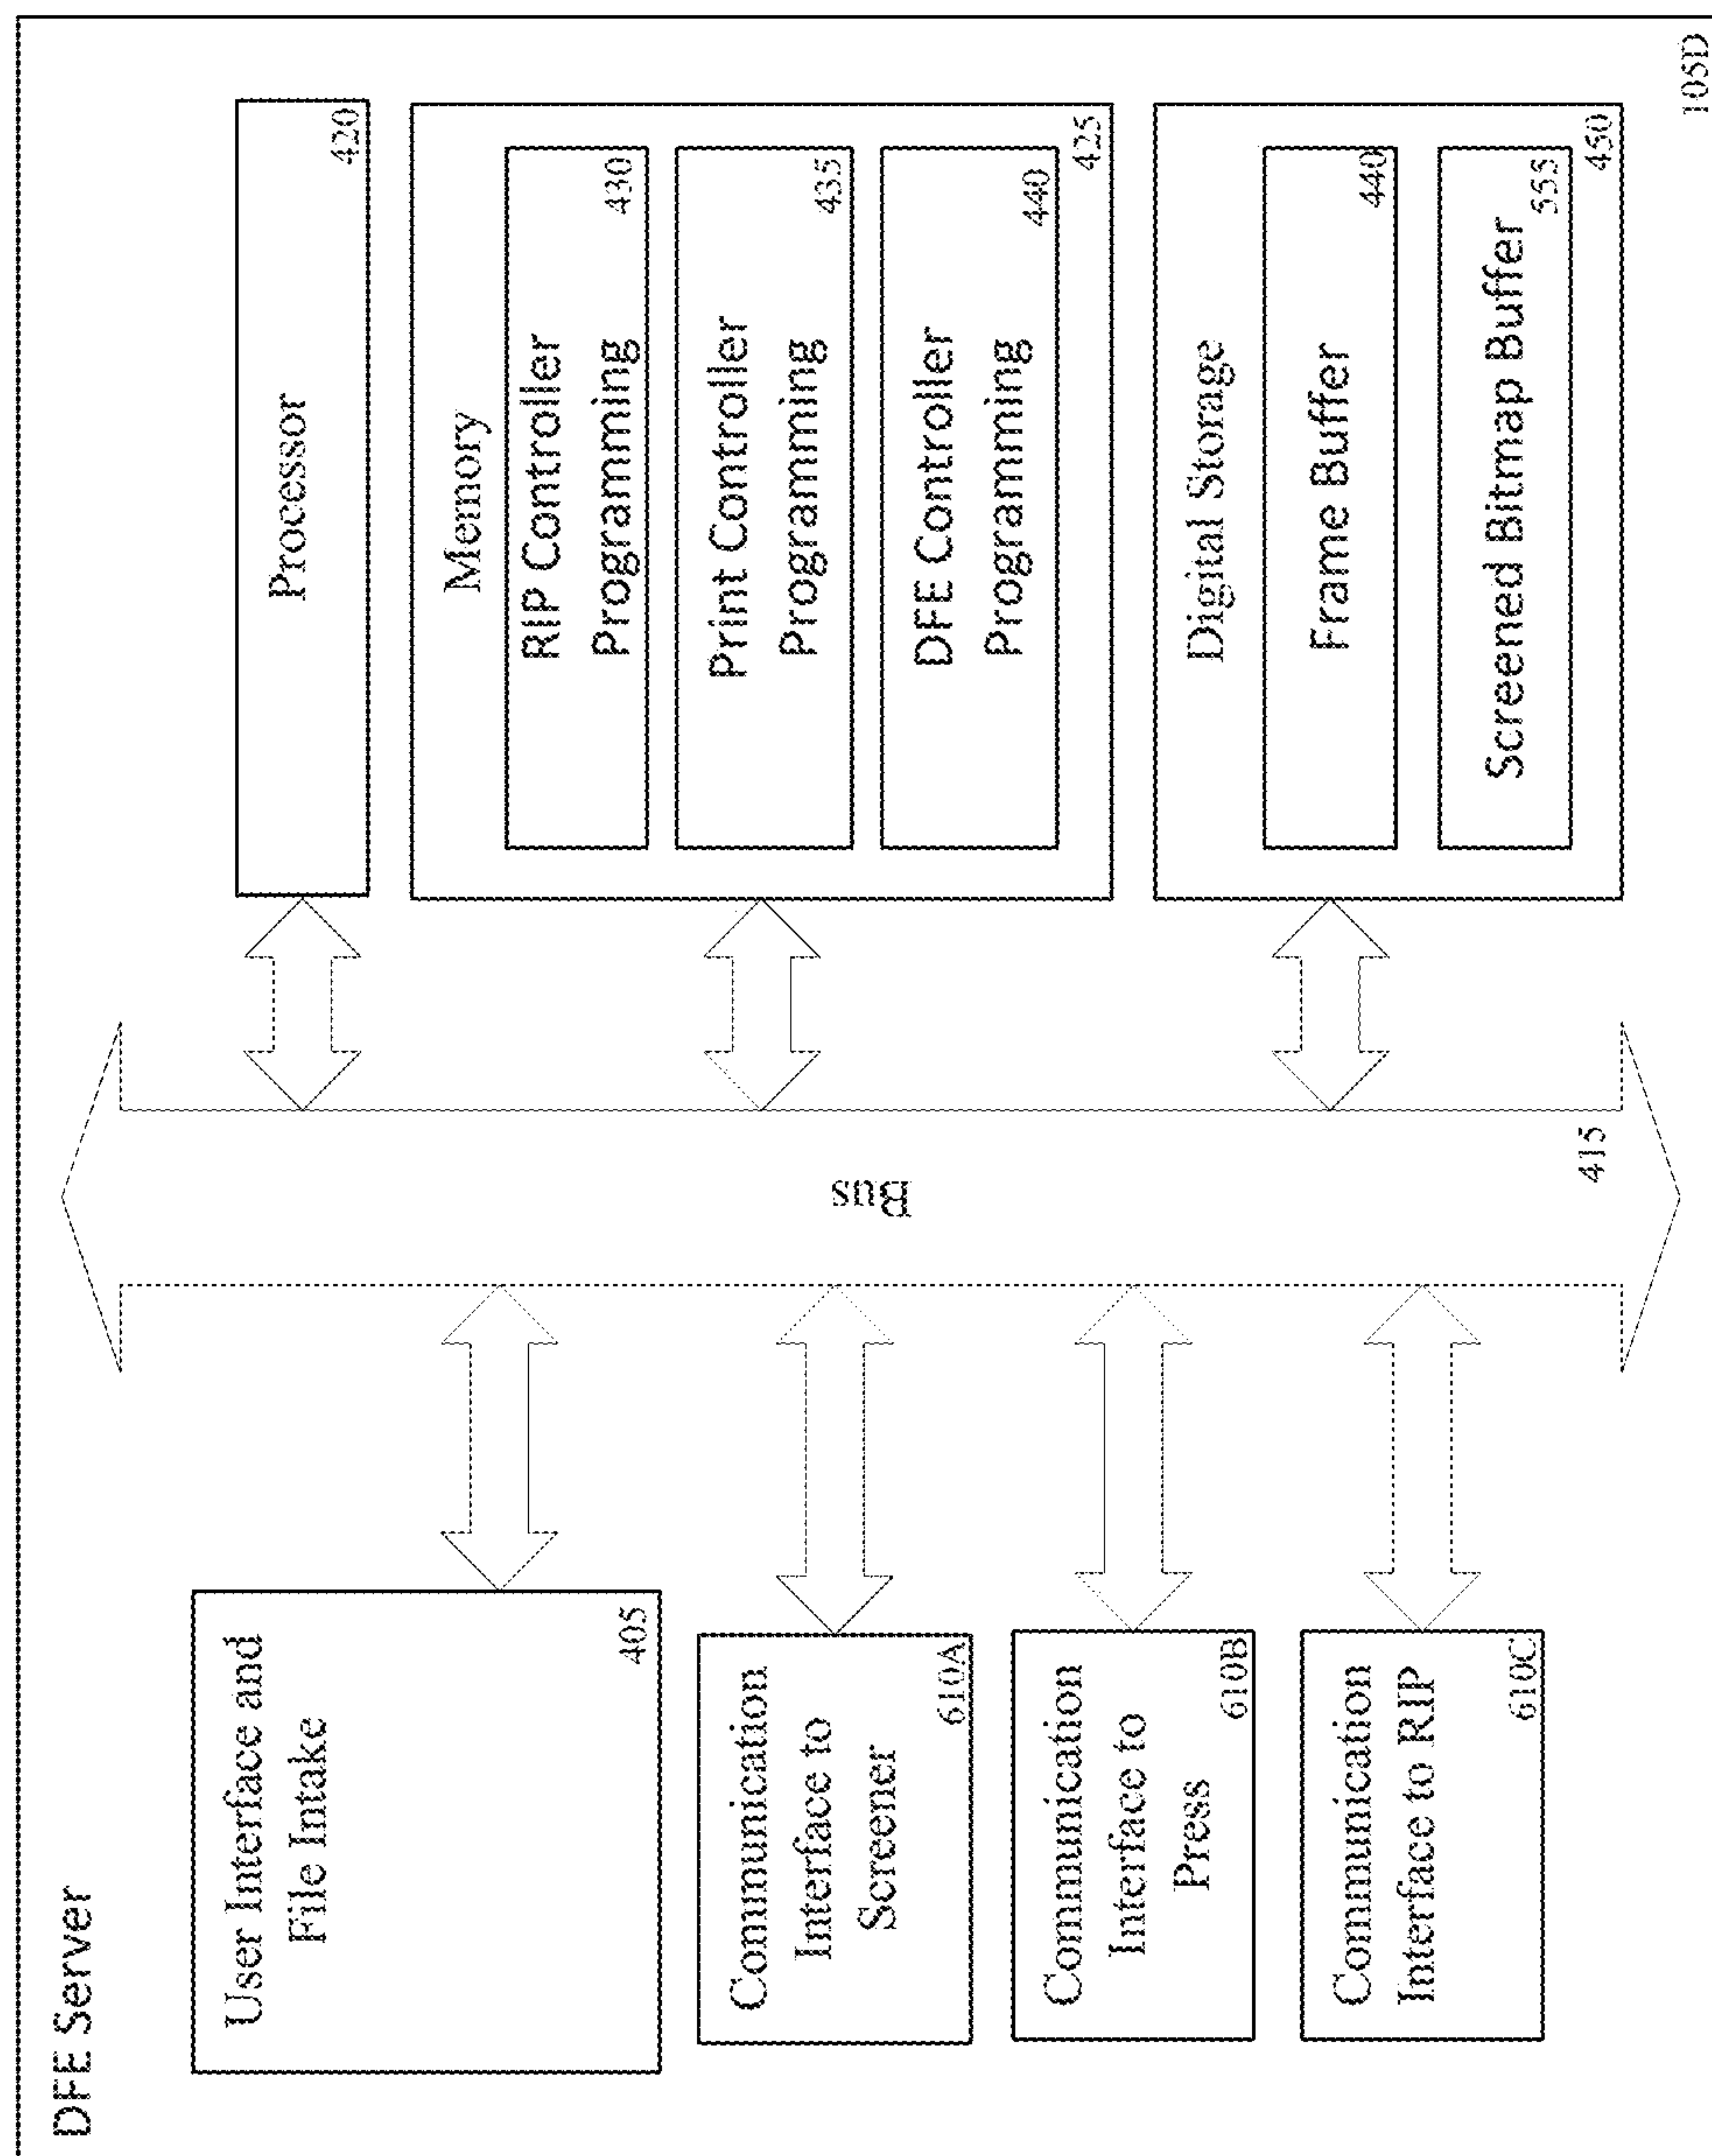 DFE Server
User Interface and
File Intake
405
Communication
Interface to
Screener
610A
Communication
Interface to
Press
610B
Communication
Interface to RIP
610C
Bus
415
Processor
420
Memory
RIP Controller
Programming
430
Print Controller
Programming
435
DFE Controller
Programming
440
425
Digital Storage
Frame Buffer
440
Screened Bitmap Buffer
555
450
105D